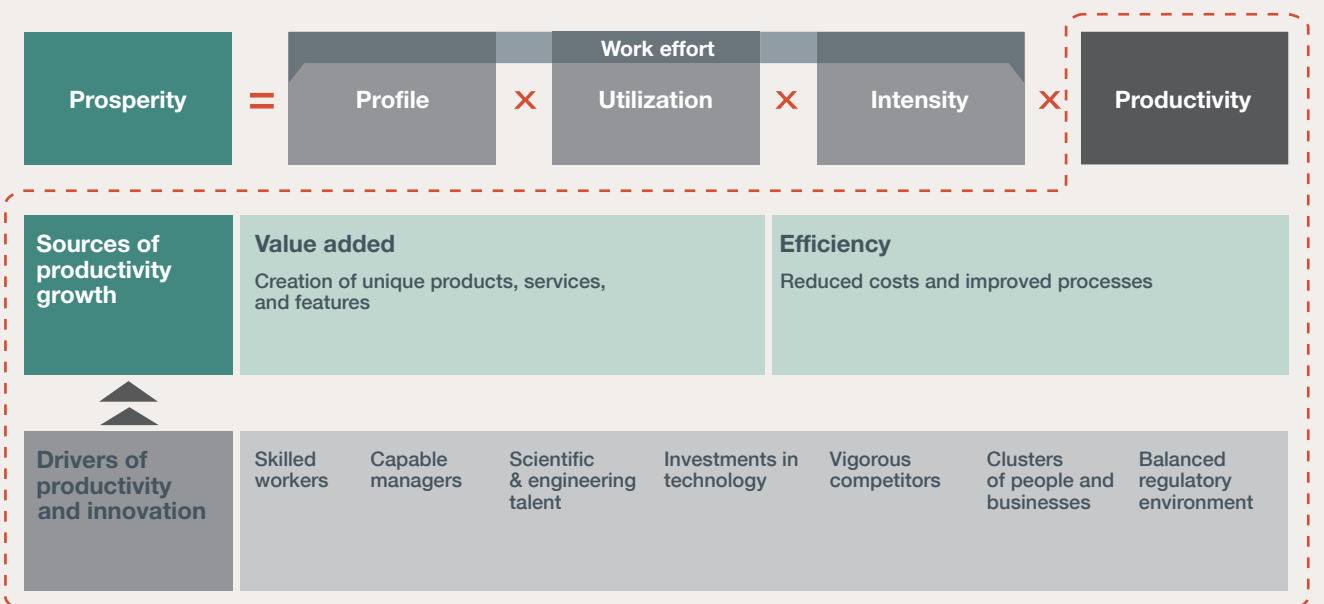 Work effort
Prosperity = Profile × Utilization × Intensity × Productivity
Sources of
productivity
growth
Value added
Creation of unique products, services,
and features
Efficiency
Reduced costs and improved processes
Drivers of
productivity
and innovation
Skilled
workers
Capable
managers
Scientific
& engineering
talent
Investments in
technology
Vigorous
competitors
Clusters
of people and
businesses
Balanced
regulatory
environment